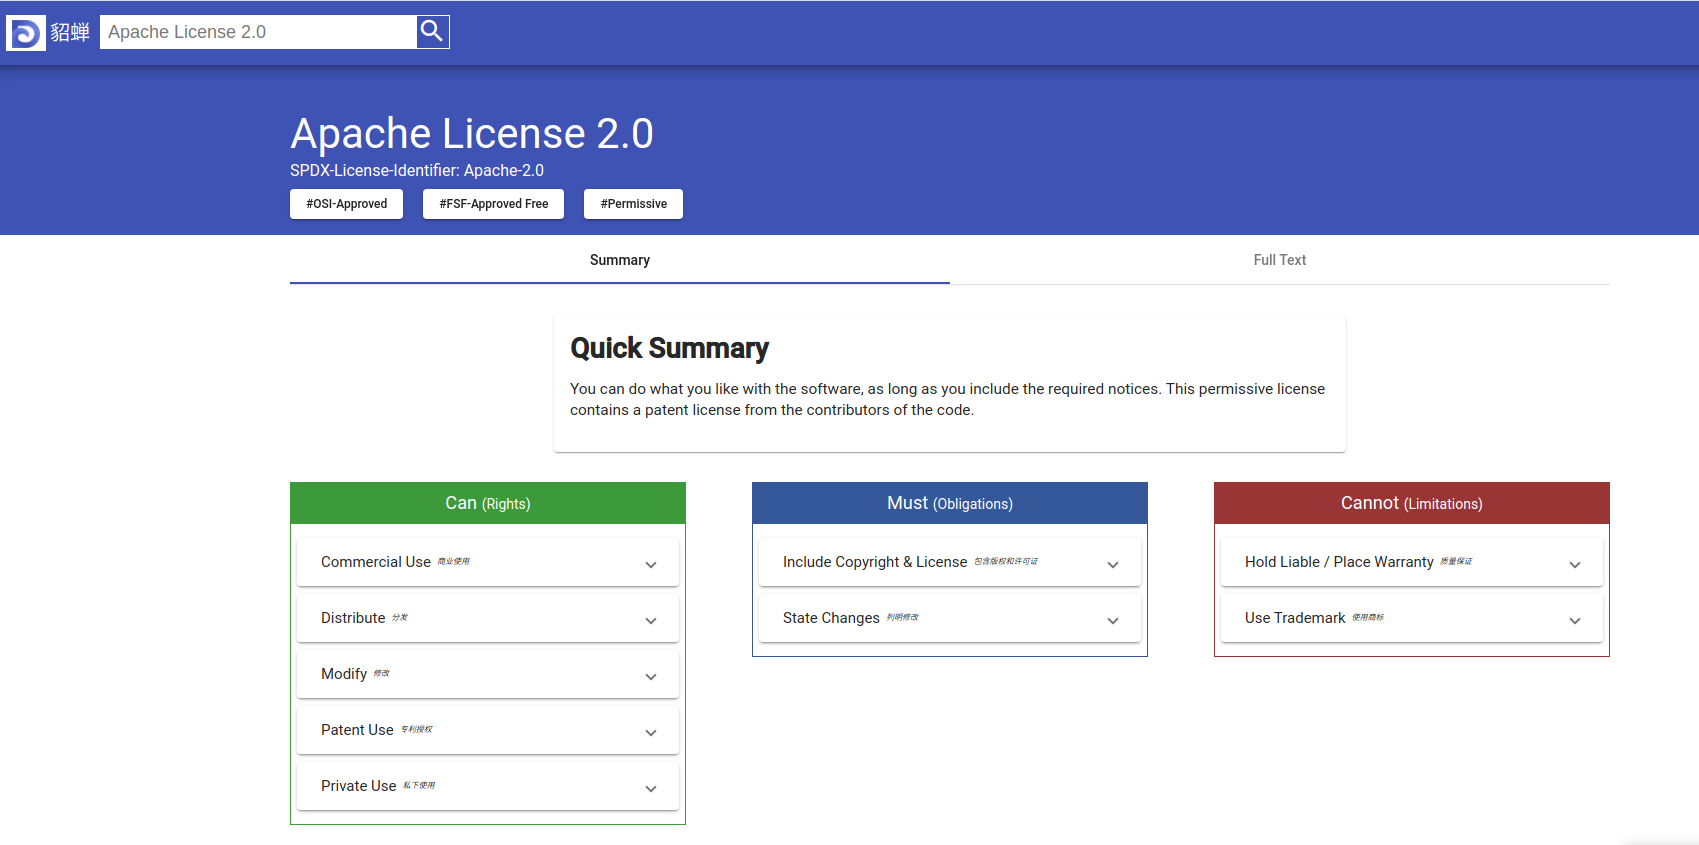 貂蝉
Apache License 2.0
Apache License 2.0
SPDX-License-Identifier: Apache-2.0
#OSI-Approved
#FSF-Approved Free
#Permissive
Summary
Full Text
Quick Summary
You can do what you like with the software, as long as you include the required notices. This permissive license
contains a patent license from the contributors of the code.
Can (Rights)
Commercial Use 商业使用
Distribute 分发
Modify 修改
Patent Use 专利授权
Private Use 私下使用
Must (Obligations)
Include Copyright & License 包含版权和许可证
State Changes 列明修改
Cannot (Limitations)
Hold Liable / Place Warranty 质量保证
Use Trademark 使用商标